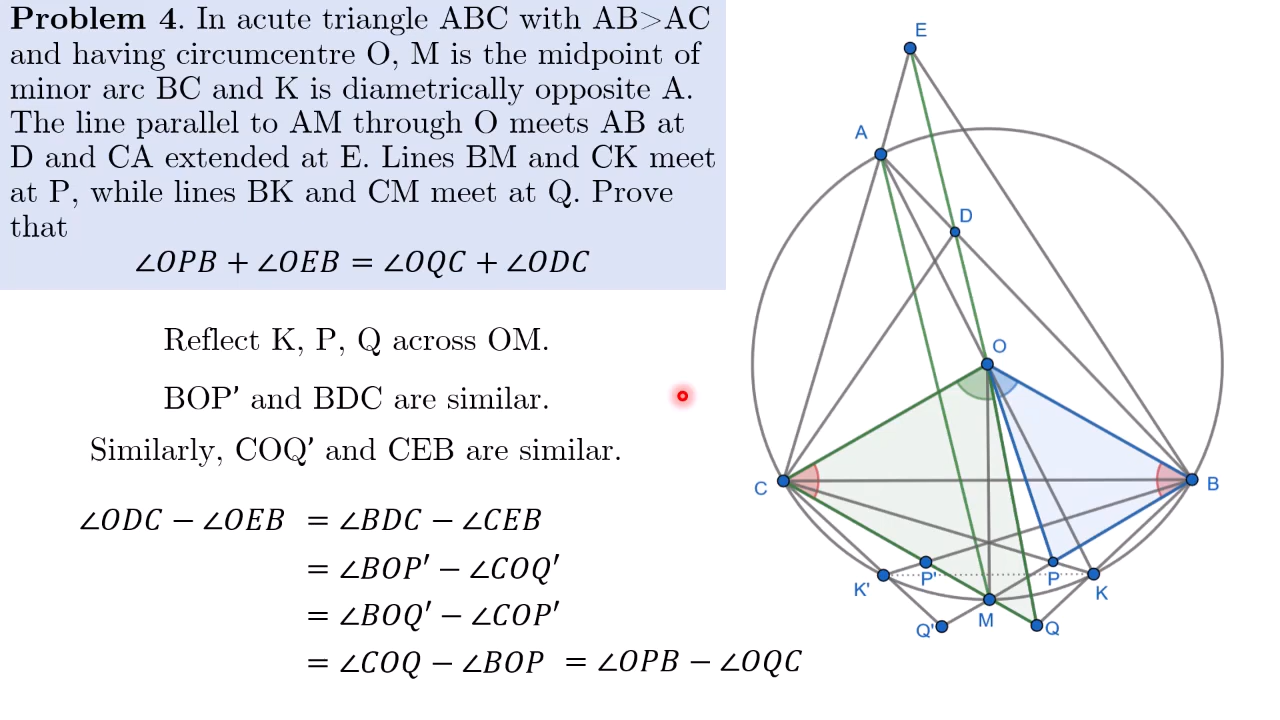 Problem 4. In acute triangle ABC with AB>AC
and having circumcentre O, M is the midpoint of
minor arc BC and K is diametrically opposite A.
The line parallel to AM through O meets AB at
D and CA extended at E. Lines BM and CK meet
at P, while lines BK and CM meet at Q. Prove
that
∠OPB + ∠OEB = ∠OQC + ∠ODC
Reflect K, P, Q across OM.
BOP′ and BDC are similar.
Similarly, COQ′ and CEB are similar.
∠ODC − ∠OEB = ∠BDC − ∠CEB
= ∠BOP′ − ∠COQ′
= ∠BOQ′ − ∠COP′
= ∠COQ − ∠BOP = ∠OPB − ∠OQC
E
A
D
O
C
B
K'
P'
P
K
Q'
M
Q